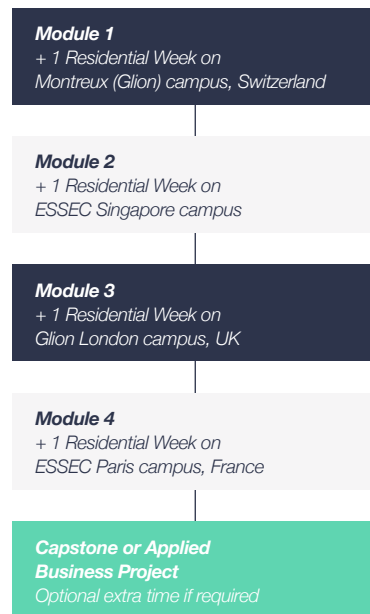 Module 1
+ 1 Residential Week on
Montreux (Glion) campus, Switzerland
Module 2
+ 1 Residential Week on
ESSEC Singapore campus
Module 3
+ 1 Residential Week on
Glion London campus, UK
Module 4
+ 1 Residential Week on
ESSEC Paris campus, France
Capstone or Applied
Business Project
Optional extra time if required